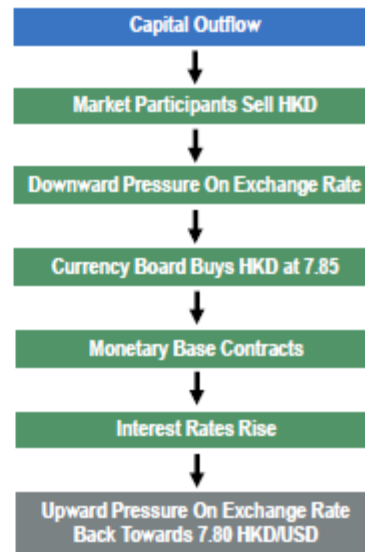 Capital Outflow
Market Participants Sell HKD
Downward Pressure On Exchange Rate
Currency Board Buys HKD at 7.85
Monetary Base Contracts
Interest Rates Rise
Upward Pressure On Exchange Rate
Back Towards 7.80 HKD/USD